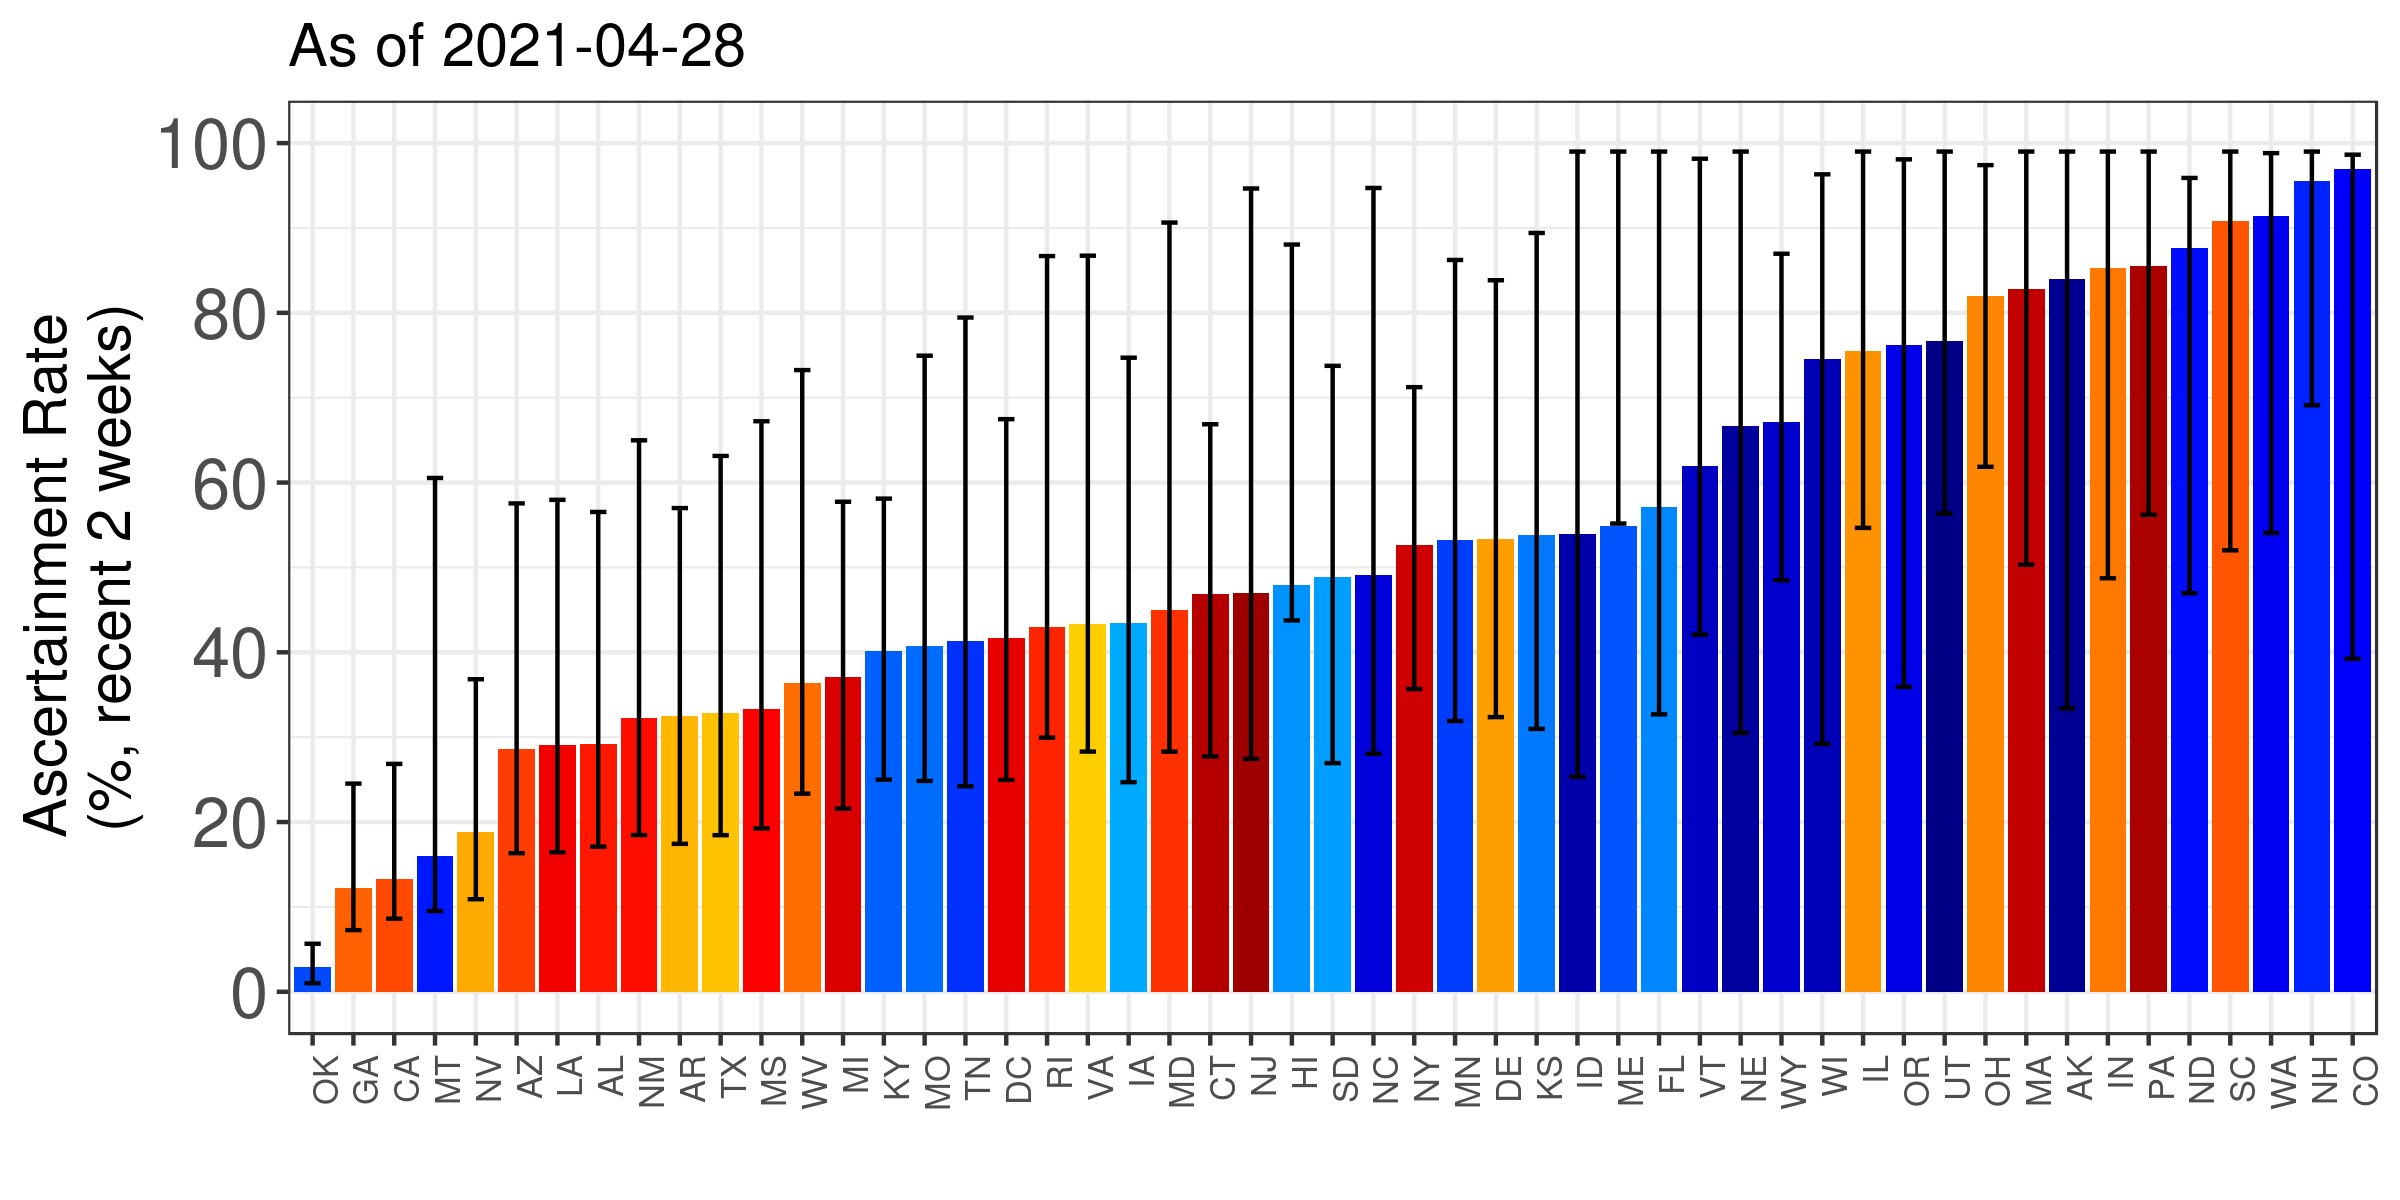 As of 2021-04-28
Ascertainment Rate
(%, recent 2 weeks)
100
80
60
40
20
0
OK GA CA MT NV AZ LA AL NM AR TX MS WV MI KY MO TN DC RI VA IA MD CT NJ HI SD NC NY MN DE KS ID ME FL VT NE WY WI IL OR UT OH MA AK IN PA ND SC WA NH CO